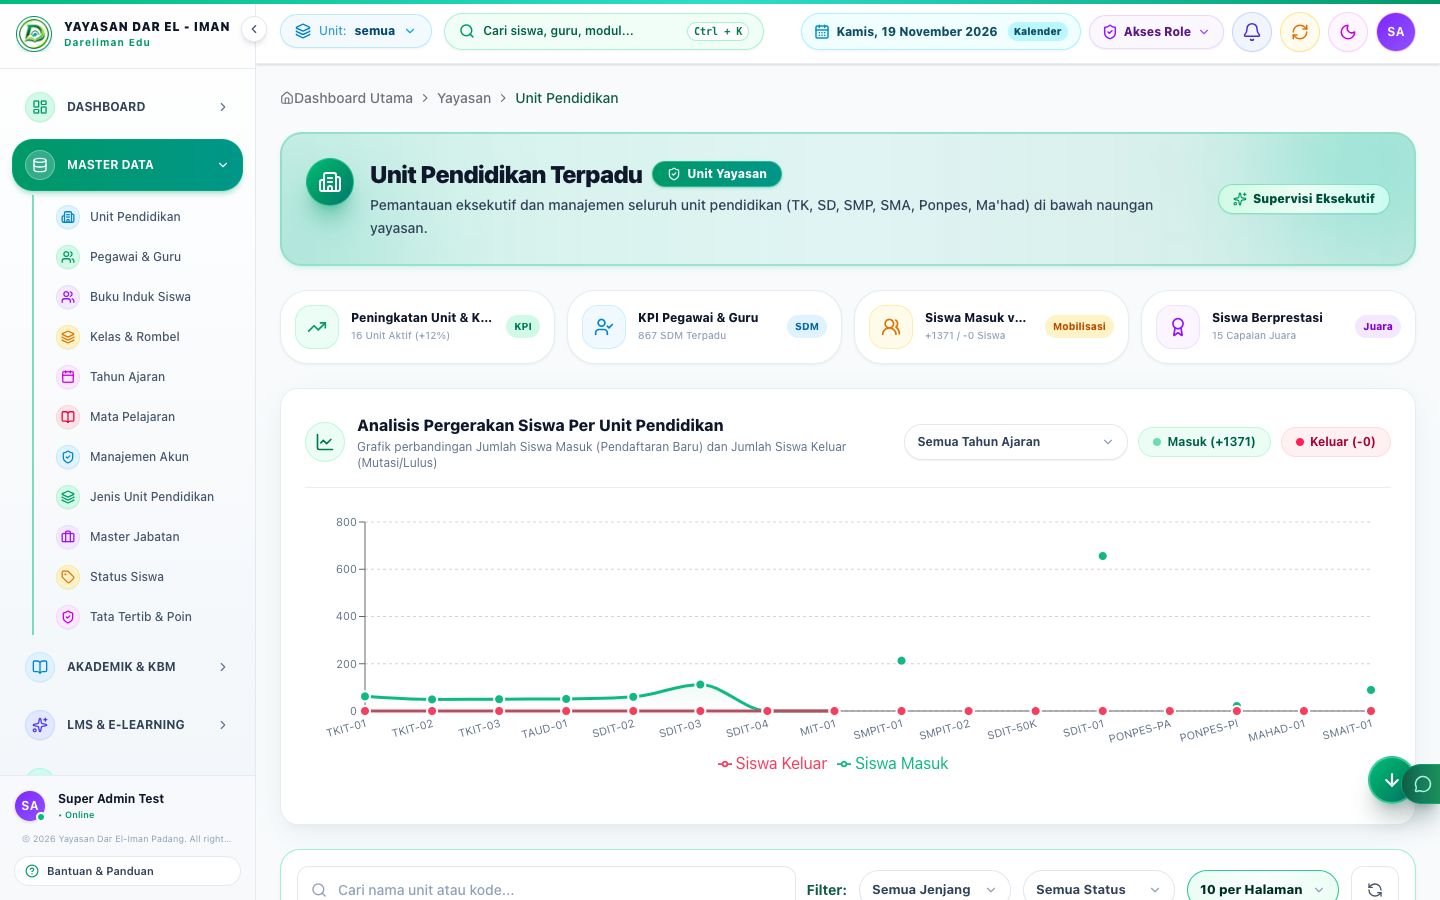 YAYASAN DAR EL - IMAN
Dareliman Edu
Unit: semua
Cari siswa, guru, modul...
Ctrl + K
Kamis, 19 November 2026
Kalender
Akses Role
SA
DASHBOARD
MASTER DATA
Unit Pendidikan
Pegawai & Guru
Buku Induk Siswa
Kelas & Rombel
Tahun Ajaran
Mata Pelajaran
Manajemen Akun
Jenis Unit Pendidikan
Master Jabatan
Status Siswa
Tata Tertib & Poin
AKADEMIK & KBM
LMS & E-LEARNING
SA
Super Admin Test
• Online
© 2026 Yayasan Dar El-Iman Padang. All right...
Bantuan & Panduan
Dashboard Utama > Yayasan > Unit Pendidikan
Unit Pendidikan Terpadu
Unit Yayasan
Pemantauan eksekutif dan manajemen seluruh unit pendidikan (TK, SD, SMP, SMA, Ponpes, Ma'had) di bawah naungan
yayasan.
Supervisi Eksekutif
Peningkatan Unit & K...
16 Unit Aktif (+12%)
KPI
KPI Pegawai & Guru
867 SDM Terpadu
SDM
Siswa Masuk v...
+1371 / -0 Siswa
Mobilisasi
Siswa Berprestasi
15 Capaian Juara
Juara
Analisis Pergerakan Siswa Per Unit Pendidikan
Grafik perbandingan Jumlah Siswa Masuk (Pendaftaran Baru) dan Jumlah Siswa Keluar
(Mutasi/Lulus)
Semua Tahun Ajaran
Masuk (+1371)
Keluar (-0)
800
600
400
200
0
TKIT-01
TKIT-02
TKIT-03
TAUD-01
SDIT-02
SDIT-03
SDIT-04
MIT-01
SMPIT-01
SMPIT-02
SDIT-50K
SDIT-01
PONPES-PA
PONPES-PI
MAHAD-01
SMAIT-01
Siswa Keluar
Siswa Masuk
Cari nama unit atau kode...
Filter:
Semua Jenjang
Semua Status
10 per Halaman